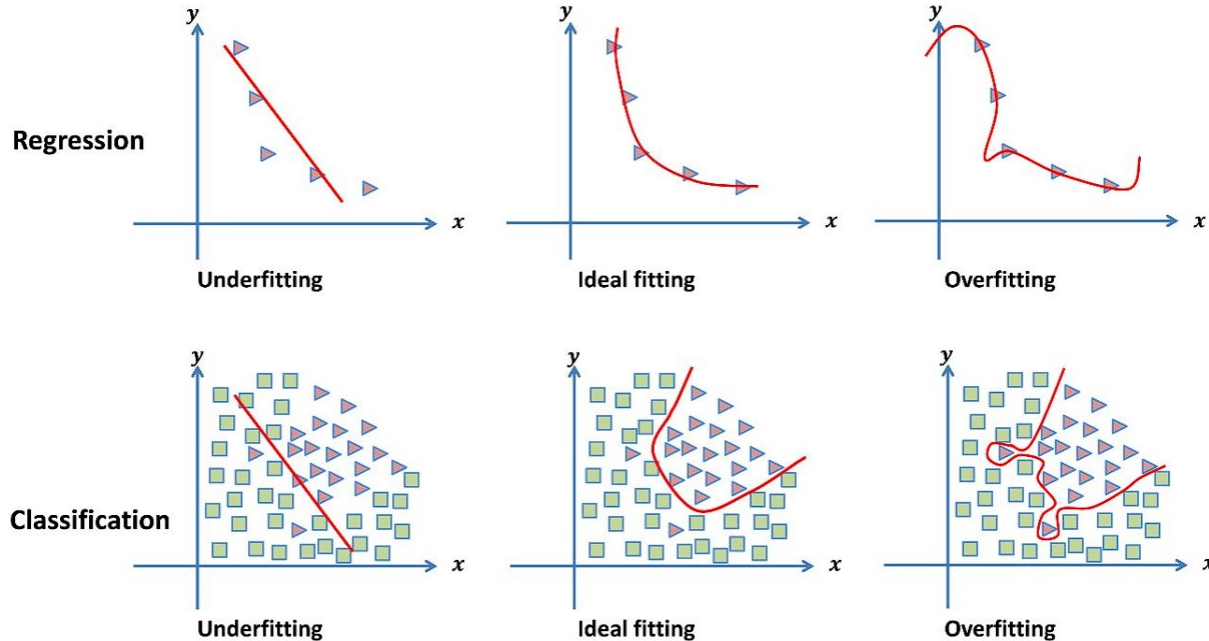 y y y
Regression
x x x
Underfitting Ideal fitting Overfitting
y y y
Classification
x x x
Underfitting Ideal fitting Overfitting